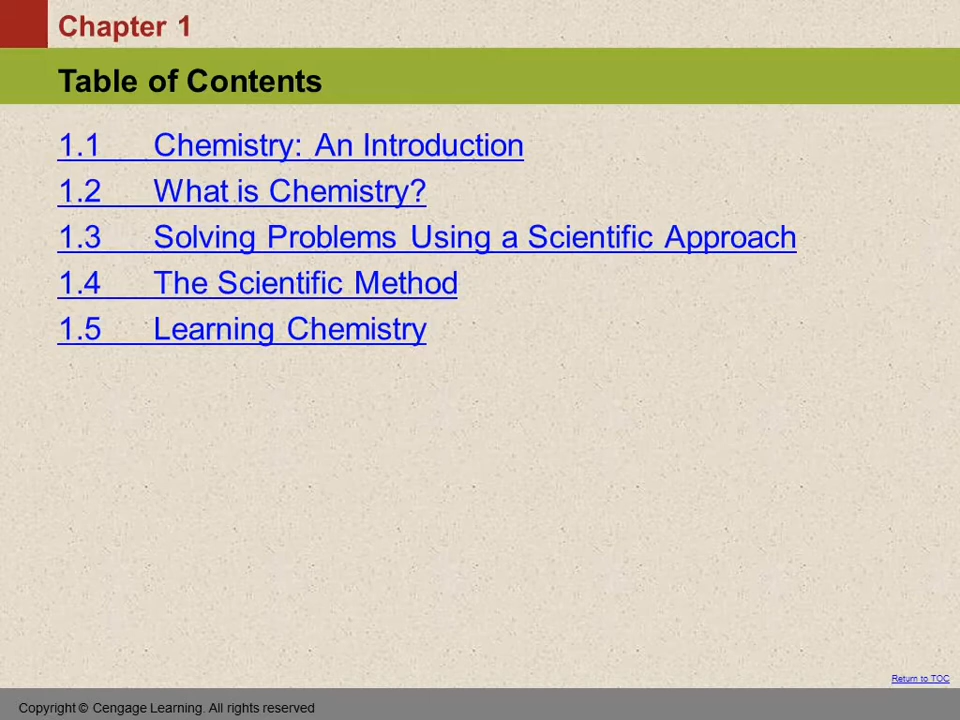 Chapter 1
Table of Contents
1.1 Chemistry: An Introduction
1.2 What is Chemistry?
1.3 Solving Problems Using a Scientific Approach
1.4 The Scientific Method
1.5 Learning Chemistry
Return to TOC
Copyright © Cengage Learning. All rights reserved